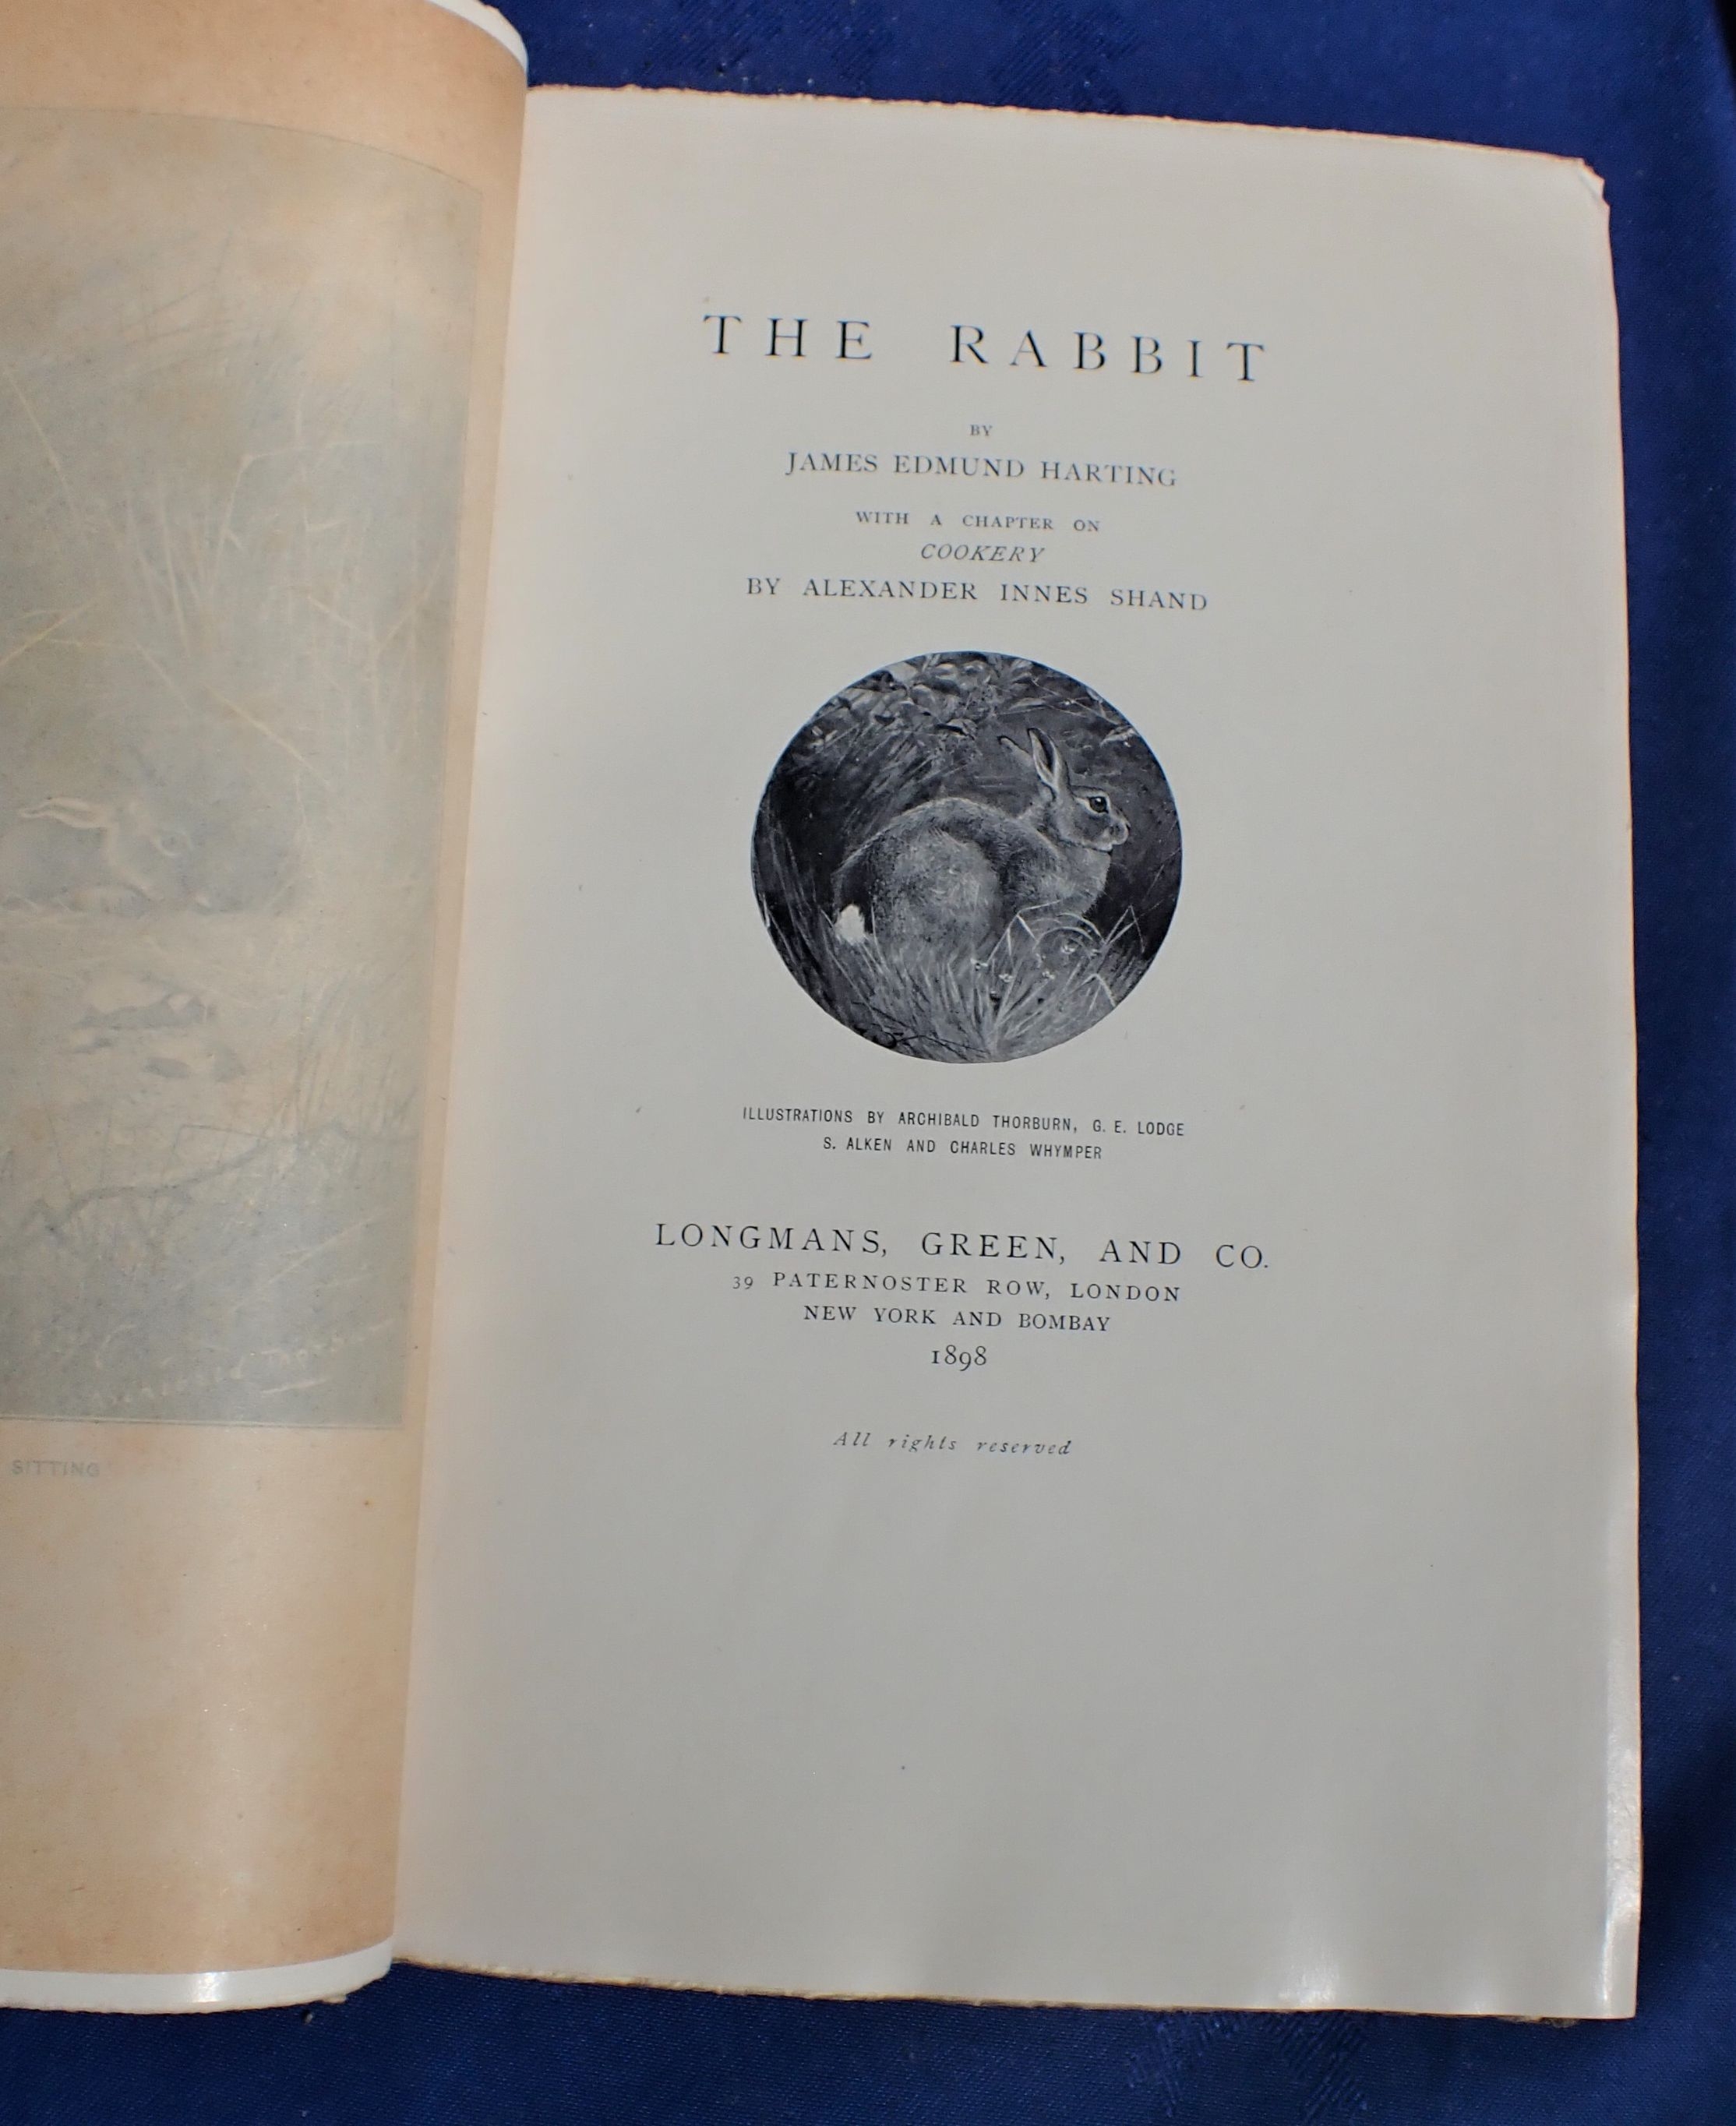 SITTING
THE RABBIT
BY
JAMES EDMUND HARTING
WITH A CHAPTER ON
COOKERY
BY ALEXANDER INNES SHAND
ILLUSTRATIONS BY ARCHIBALD THORBURN, G. E. LODGE
S. ALKEN AND CHARLES WHYMPER
LONGMANS, GREEN, AND CO.
39 PATERNOSTER ROW, LONDON
NEW YORK AND BOMBAY
1898
All rights reserved